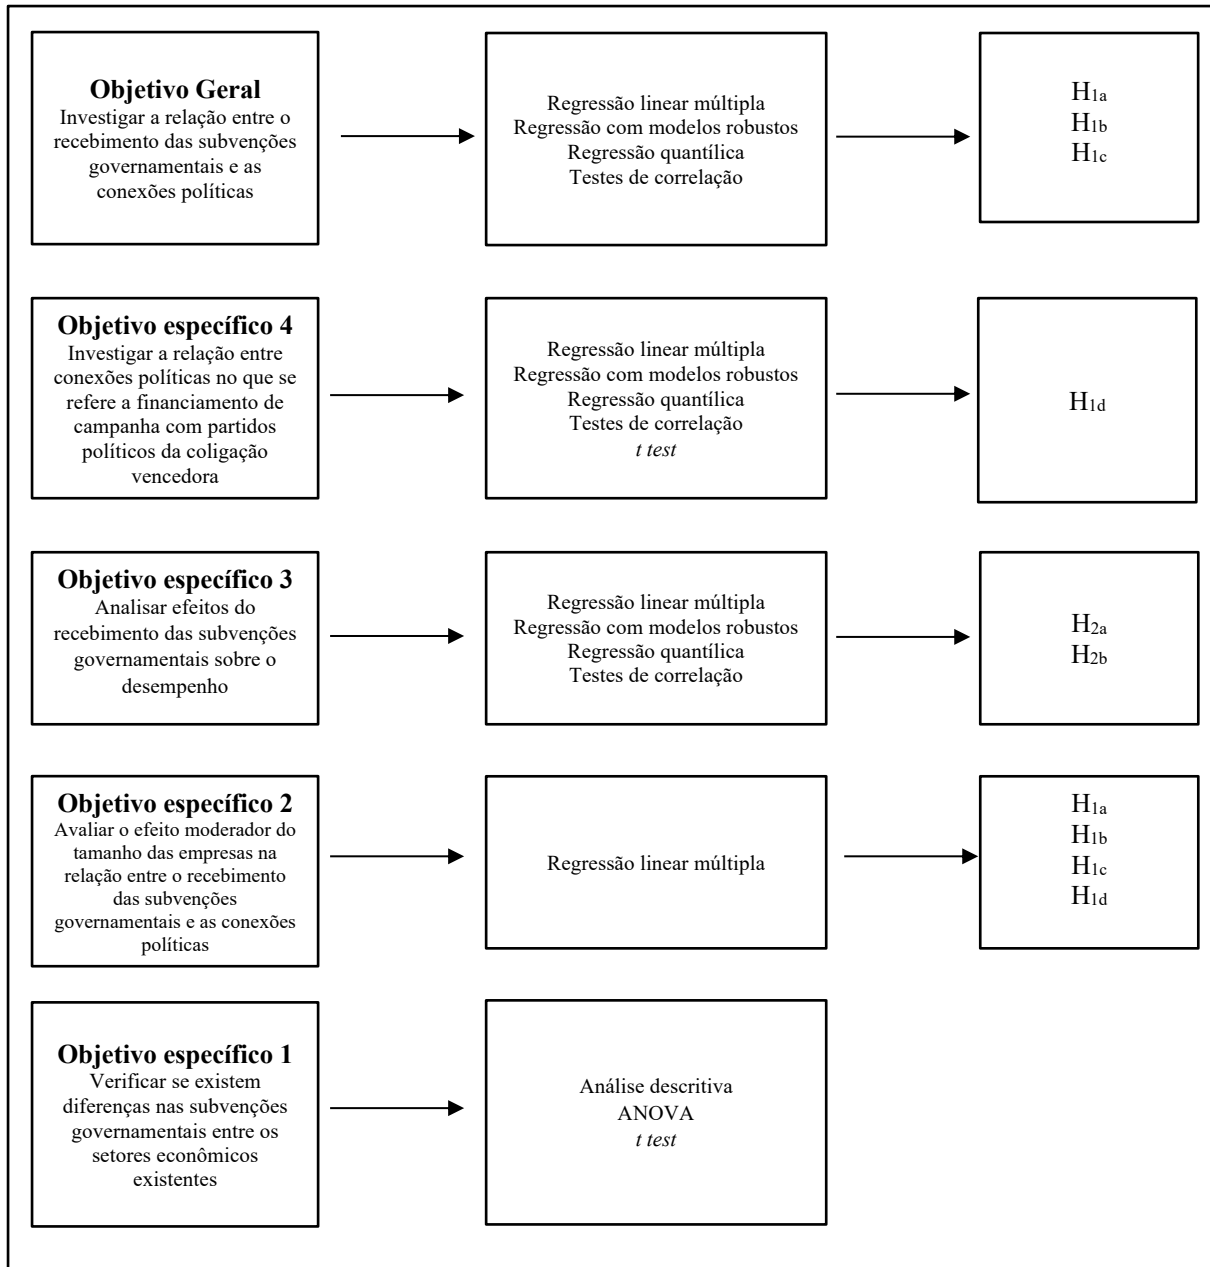 Objetivo Geral
Investigar a relação entre o
recebimento das subvenções
governamentais e as
conexões políticas
Regressão linear múltipla
Regressão com modelos robustos
Regressão quantílica
Testes de correlação
H1a
H1b
H1c
Objetivo específico 4
Investigar a relação entre
conexões políticas no que se
refere a financiamento de
campanha com partidos
políticos da coligação
vencedora
Regressão linear múltipla
Regressão com modelos robustos
Regressão quantílica
Testes de correlação
t test
H1d
Objetivo específico 3
Analisar efeitos do
recebimento das subvenções
governamentais sobre o
desempenho
Regressão linear múltipla
Regressão com modelos robustos
Regressão quantílica
Testes de correlação
H2a
H2b
Objetivo específico 2
Avaliar o efeito moderador do
tamanho das empresas na
relação entre o recebimento
das subvenções
governamentais e as conexões
políticas
Regressão linear múltipla
H1a
H1b
H1c
H1d
Objetivo específico 1
Verificar se existem
diferenças nas subvenções
governamentais entre os
setores econômicos
existentes
Análise descritiva
ANOVA
t test